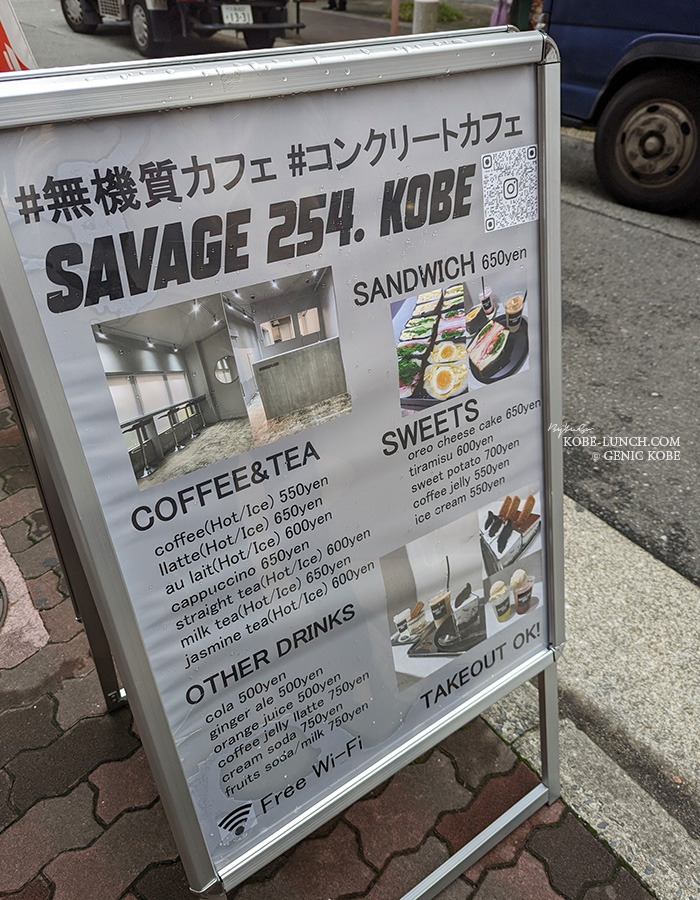 13-31
#無機質カフェ #コンクリートカフェ
SAVAGE 254. KOBE
SANDWICH 650yen
SWEETS
oreo cheese cake 650yen
tiramisu 600yen
sweet potato 700yen
coffee jelly 550yen
ice cream 550yen
COFFEE&TEA
coffee(Hot/Ice) 550yen
llatte(Hot/Ice) 650yen
au lait(Hot/Ice) 600yen
cappuccino 650yen
straight tea(Hot/Ice) 600yen
milk tea(Hot/Ice) 650yen
jasmine tea(Hot/Ice) 600yen
OTHER DRINKS
cola 500yen
ginger ale 500yen
orange juice 500yen
coffee jelly llatte 750yen
cream soda 750yen
fruits soda/milk 750yen
Free Wi-Fi
TAKEOUT OK!
KOBE-LUNCH.COM
© GENIC KOBE